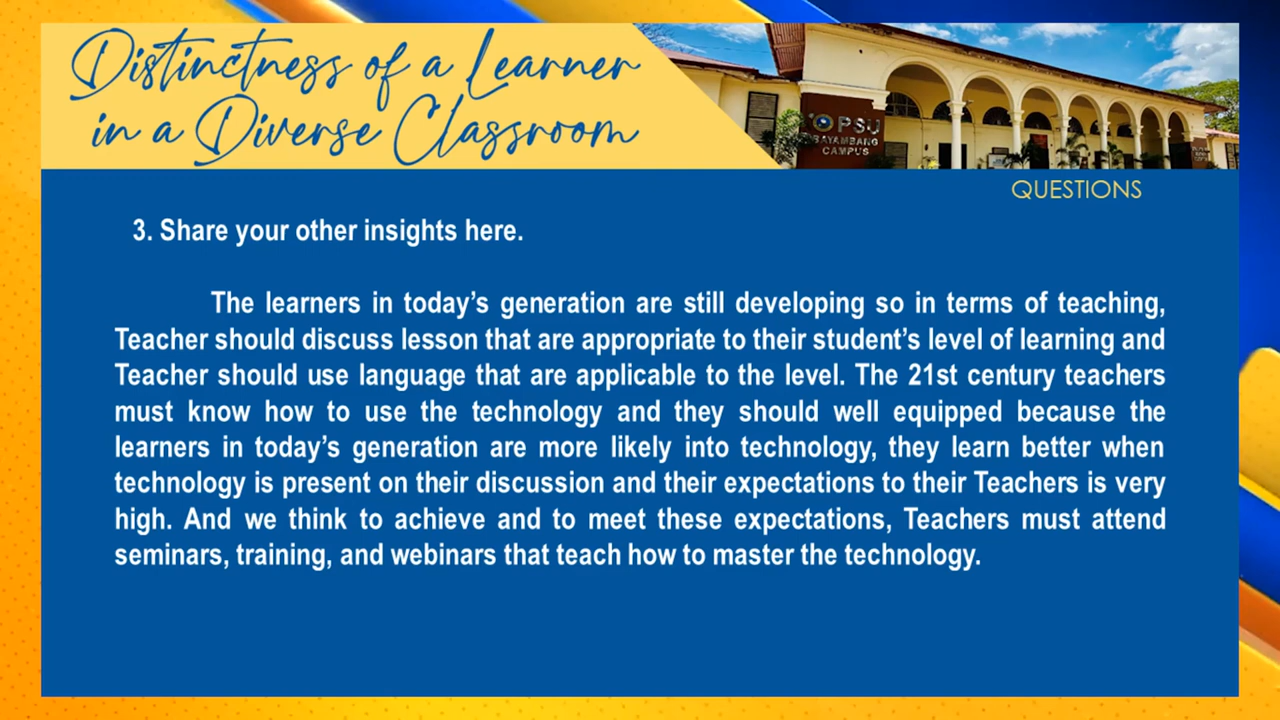 Distinctness of a Learner
in a Diverse Classroom
PSU
BAYAMBANG
CAMPUS
QUESTIONS
3. Share your other insights here.
The learners in today's generation are still developing so in terms of teaching,
Teacher should discuss lesson that are appropriate to their student's level of learning and
Teacher should use language that are applicable to the level. The 21st century teachers
must know how to use the technology and they should well equipped because the
learners in today's generation are more likely into technology, they learn better when
technology is present on their discussion and their expectations to their Teachers is very
high. And we think to achieve and to meet these expectations, Teachers must attend
seminars, training, and webinars that teach how to master the technology.